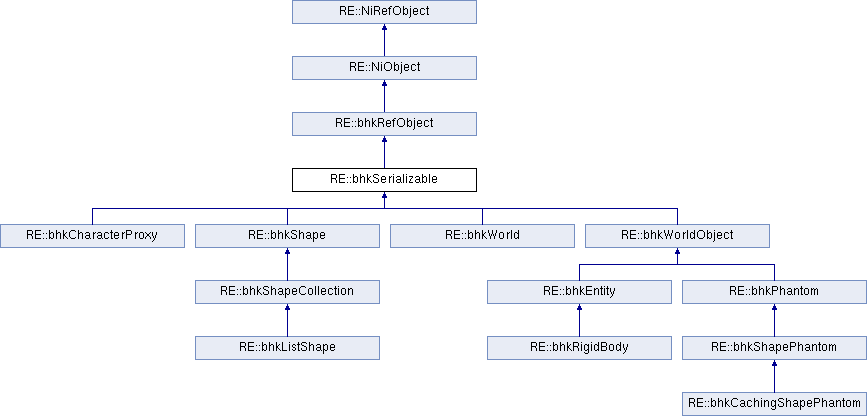 RE::NiRefObject
RE::NiObject
RE::bhkRefObject
RE::bhkSerializable
RE::bhkCharacterProxy
RE::bhkShape
RE::bhkWorld
RE::bhkWorldObject
RE::bhkShapeCollection
RE::bhkEntity
RE::bhkPhantom
RE::bhkListShape
RE::bhkRigidBody
RE::bhkShapePhantom
RE::bhkCachingShapePhantom